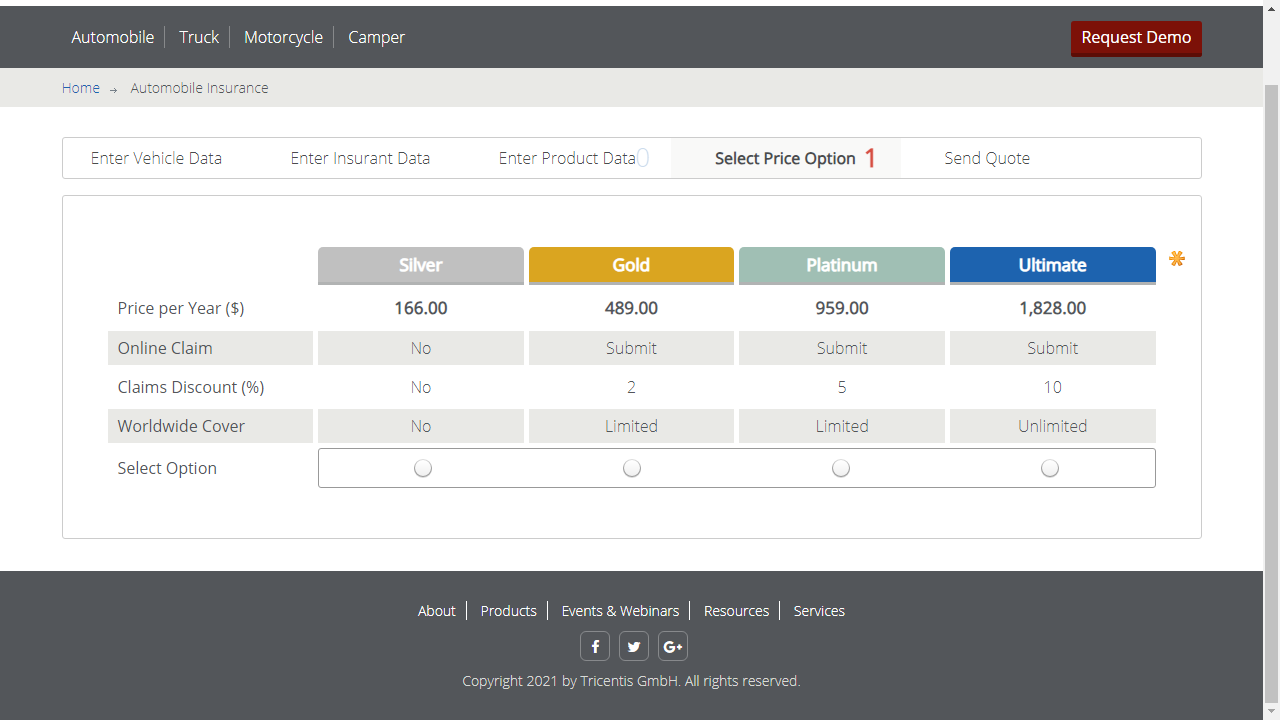 Automobile Truck Motorcycle Camper Request Demo
Home → Automobile Insurance
Enter Vehicle Data Enter Insurant Data Enter Product Data 0 Select Price Option 1 Send Quote
Silver Gold Platinum Ultimate
Price per Year ($) 166.00 489.00 959.00 1,828.00
Online Claim No Submit Submit Submit
Claims Discount (%) No 2 5 10
Worldwide Cover No Limited Limited Unlimited
Select Option
About Products Events & Webinars Resources Services
f G+
Copyright 2021 by Tricentis GmbH. All rights reserved.